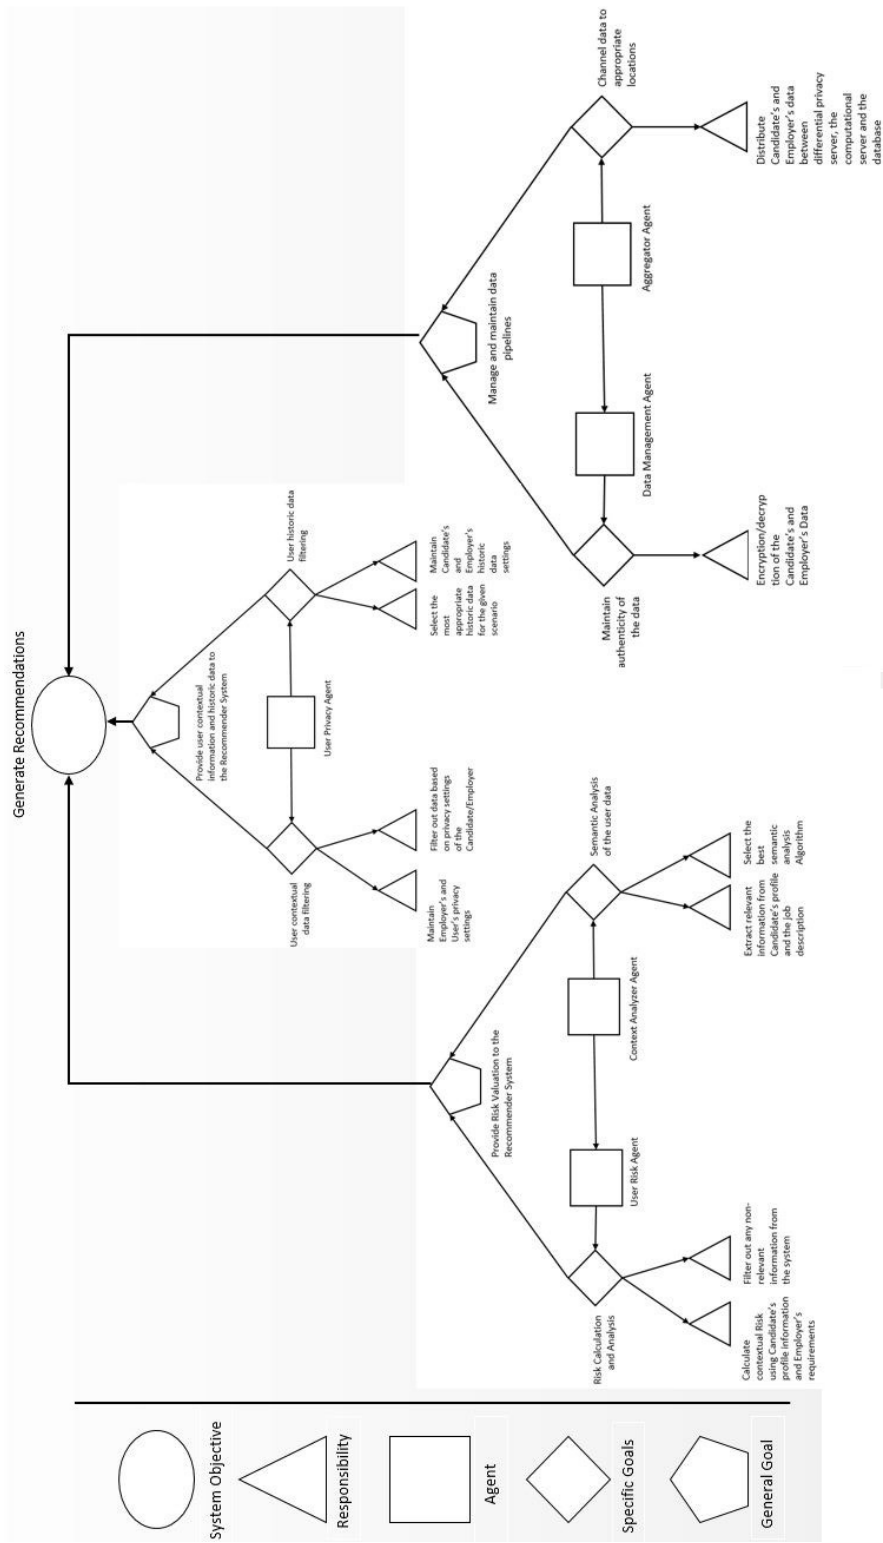 Generate Recommendations
System Objective
Responsibility
Agent
Specific Goals
General Goal
Provide Risk Valuation to the
Recommender System
Risk Calculation
and Analysis
User Risk Agent
Context Analyzer Agent
Semantic Analysis
of the user data
Calculate
contextual Risk
using Candidate's
profile information
and Employer's
requirements
Filter out any non-
relevant
information from
the system
Extract relevant
information from
Candidate's profile
and the job
description
Select the
best
semantic
analysis
Algorithm
Provide user contextual
information and historic data to
the Recommender System
User contextual
data filtering
User Privacy Agent
User historic data
filtering
Maintain
Employer's and
User's privacy
settings
Filter out data based
on privacy settings
of the
Candidate/Employer
Select the
most
appropriate
historic data
for the given
scenario
Maintain
Candidate's
and
Employer's
historic
data
settings
Manage and maintain data
pipelines
Maintain
authenticity of
the data
Data Management Agent
Aggregator Agent
Channel data to
appropriate
locations
Encryption/decryp
tion of the
Candidate's and
Employer's Data
Distribute
Candidate's and
Employer's data
between
differential privacy
server, the
computational
server and the
database